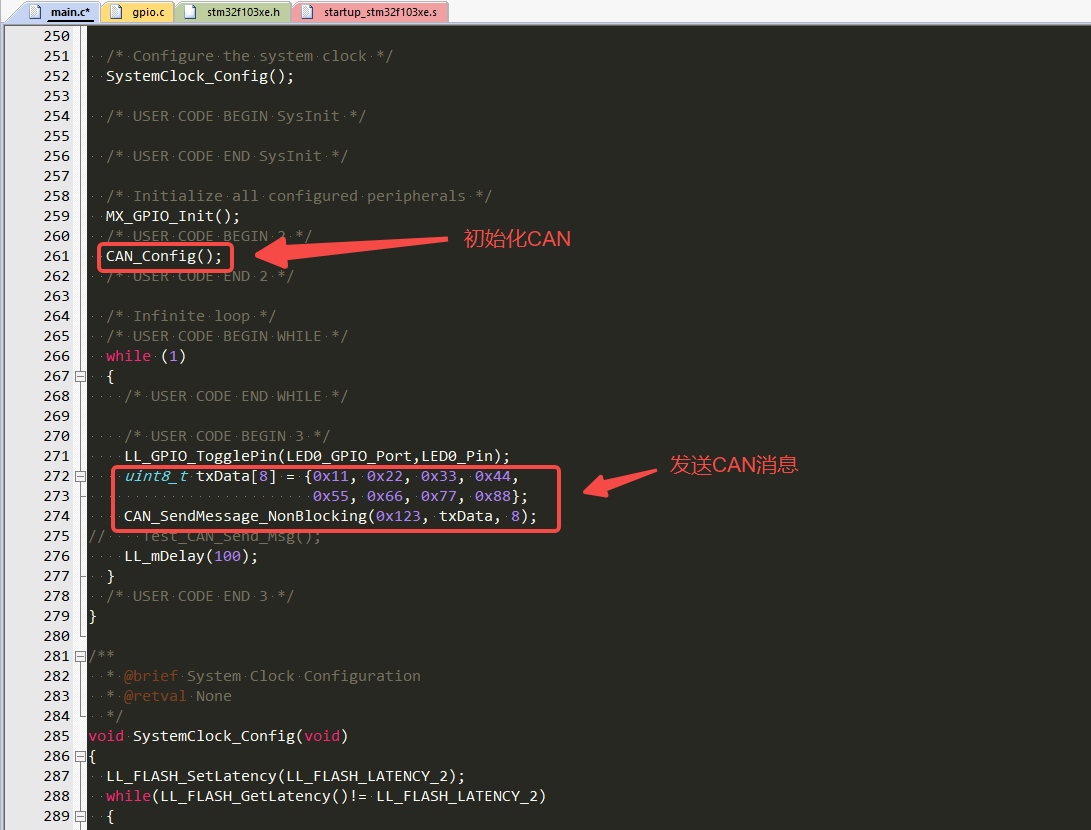 main.c* gpio.c stm32f103xe.h startup_stm32f103xe.s
250
251 /* Configure the system clock */
252 SystemClock_Config();
253
254 /* USER CODE BEGIN SysInit */
255
256 /* USER CODE END SysInit */
257
258 /* Initialize all configured peripherals */
259 MX_GPIO_Init();
260 /* USER CODE BEGIN 2 */ 初始化CAN
261 CAN_Config();
262 /* USER CODE END 2 */
263
264 /* Infinite loop */
265 /* USER CODE BEGIN WHILE */
266 while (1)
267 {
268 /* USER CODE END WHILE */
269
270 /* USER CODE BEGIN 3 */
271 LL_GPIO_TogglePin(LED0_GPIO_Port,LED0_Pin);
272 uint8_t txData[8] = {0x11, 0x22, 0x33, 0x44, 发送CAN消息
273 0x55, 0x66, 0x77, 0x88};
274 CAN_SendMessage_NonBlocking(0x123, txData, 8);
275 // Test_CAN_Send_Msg();
276 LL_mDelay(100);
277 }
278 /* USER CODE END 3 */
279 }
280
281 /**
282 * @brief System Clock Configuration
283 * @retval None
284 */
285 void SystemClock_Config(void)
286 {
287 LL_FLASH_SetLatency(LL_FLASH_LATENCY_2);
288 while(LL_FLASH_GetLatency()!= LL_FLASH_LATENCY_2)
289 {